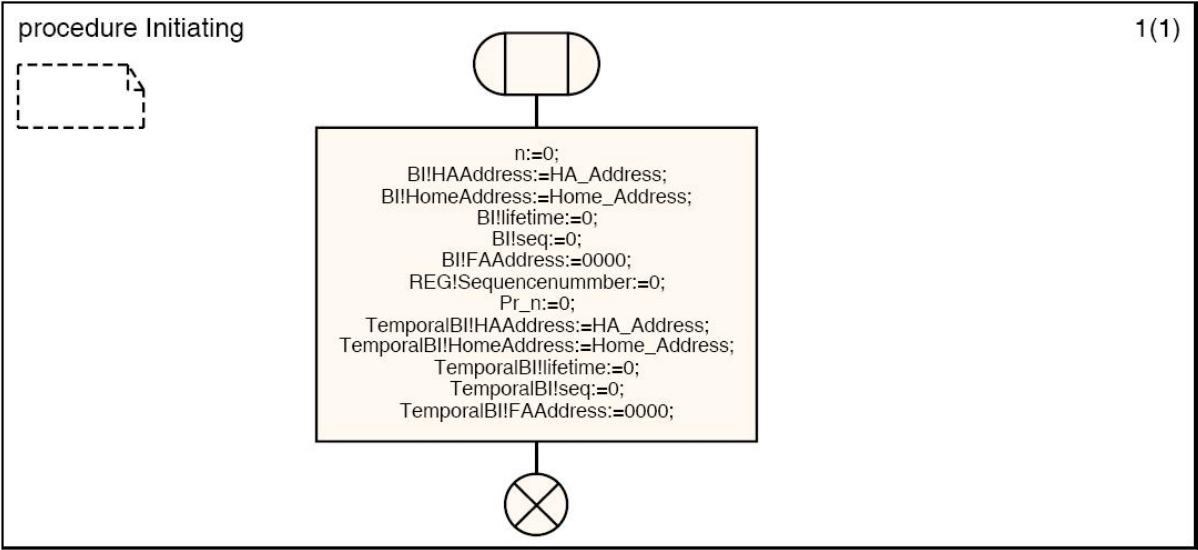 procedure Initiating
1(1)
n:=0;
BI!HAAddress:=HA_Address;
BI!HomeAddress:=Home_Address;
BI!lifetime:=0;
BI!seq:=0;
BI!FAAddress:=0000;
REG!Sequencenummber:=0;
Pr_n:=0;
TemporalBI!HAAddress:=HA_Address;
TemporalBI!HomeAddress:=Home_Address;
TemporalBI!lifetime:=0;
TemporalBI!seq:=0;
TemporalBI!FAAddress:=0000;